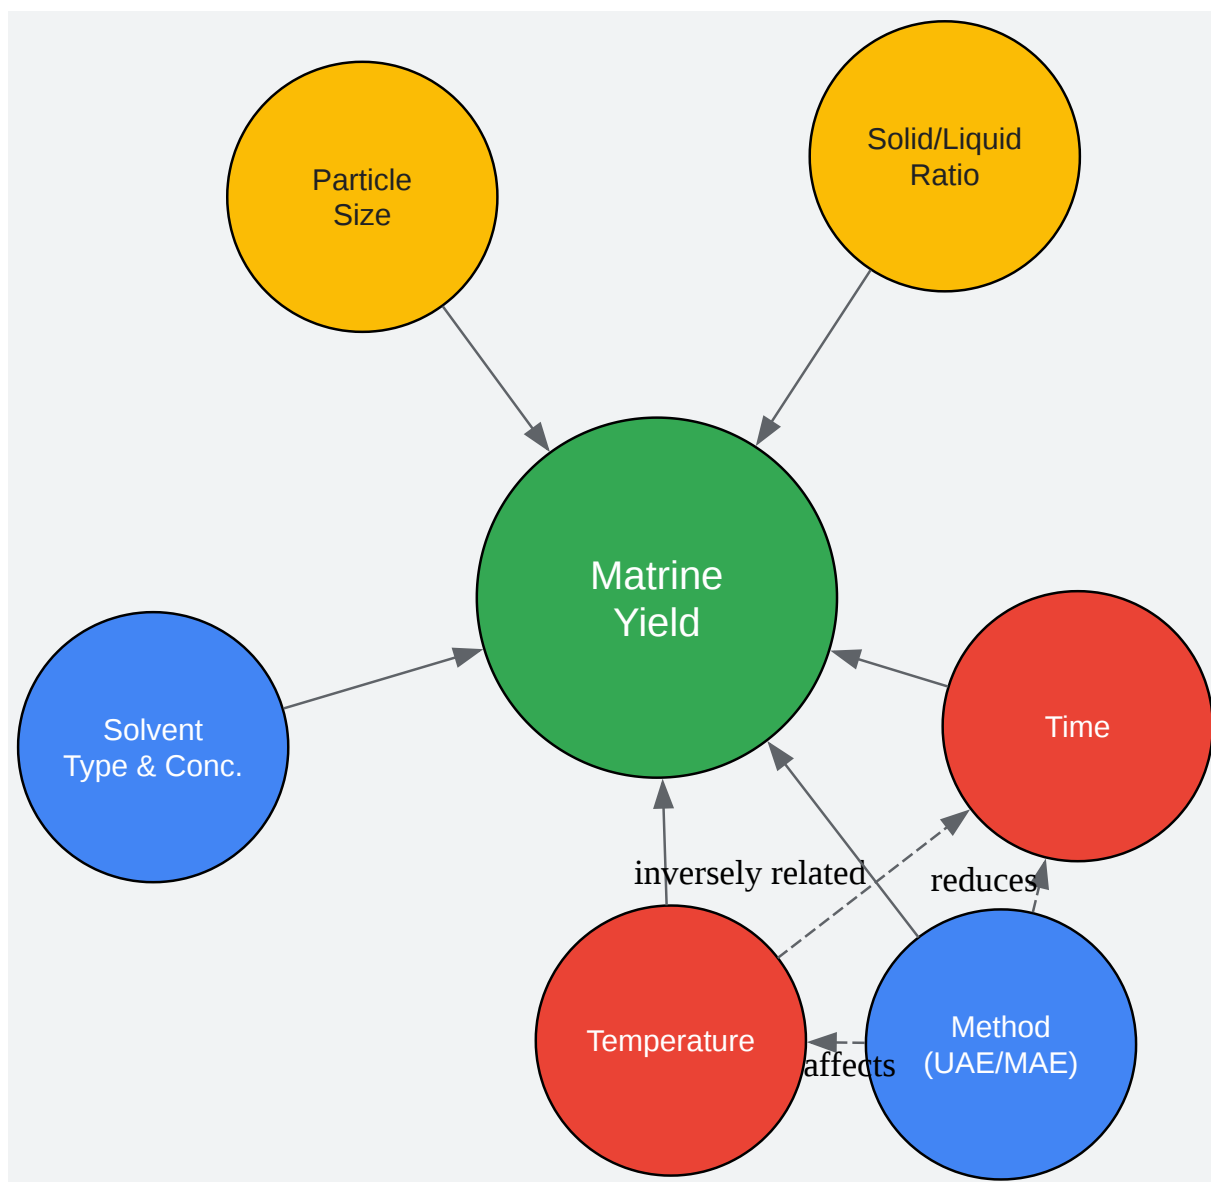 Solid/Liquid
Ratio
Particle
Size
Matrine
Yield
Solvent
Type & Conc.
Time
inversely related
reduces
Temperature
affects
Method
(UAE/MAE)